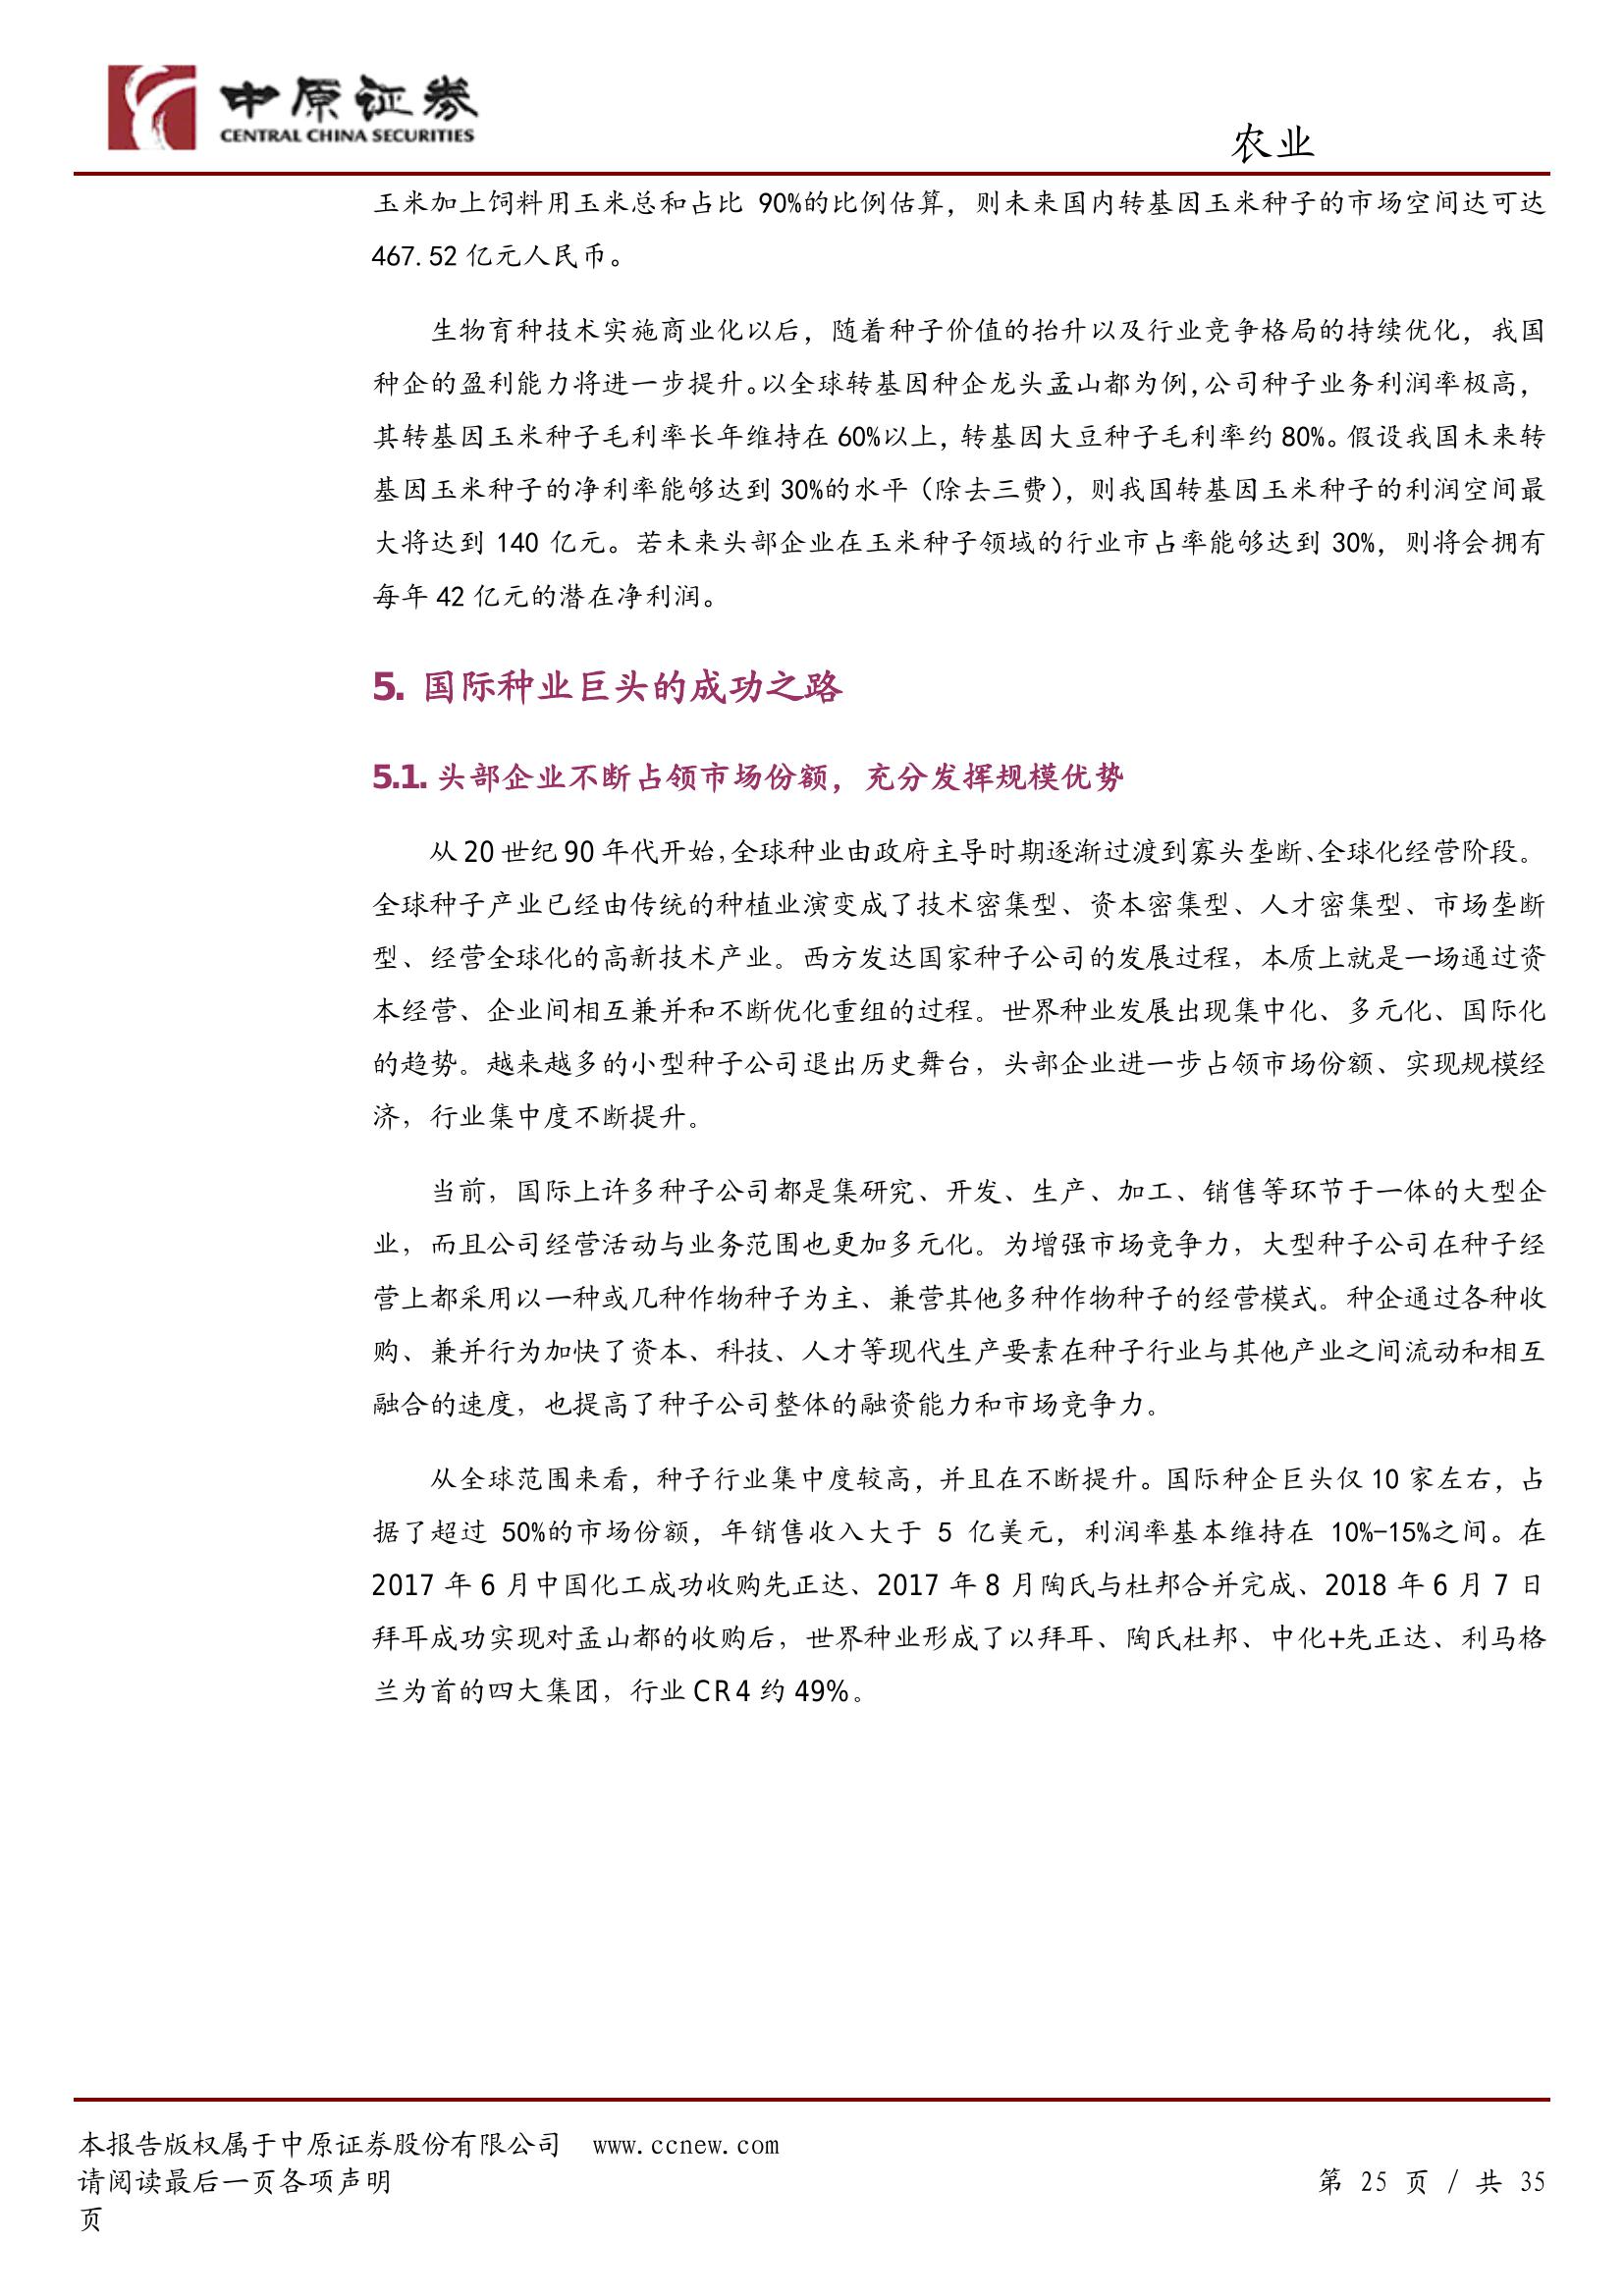 中原证券
CENTRAL CHINA SECURITIES
农业
玉米加上饲料用玉米总和占比 90%的比例估算，则未来国内转基因玉米种子的市场空间达可达
467.52 亿元人民币。
生物育种技术实施商业化以后，随着种子价值的抬升以及行业竞争格局的持续优化，我国
种企的盈利能力将进一步提升。以全球转基因种企龙头孟山都为例，公司种子业务利润率极高，
其转基因玉米种子毛利率长年维持在 60%以上，转基因大豆种子毛利率约 80%。假设我国未来转
基因玉米种子的净利率能够达到 30%的水平（除去三费），则我国转基因玉米种子的利润空间最
大将达到 140 亿元。若未来头部企业在玉米种子领域的行业市占率能够达到 30%，则将会拥有
每年 42 亿元的潜在净利润。
5. 国际种业巨头的成功之路
5.1. 头部企业不断占领市场份额，充分发挥规模优势
从 20 世纪 90 年代开始，全球种业由政府主导时期逐渐过渡到寡头垄断、全球化经营阶段。
全球种子产业已经由传统的种植业演变成了技术密集型、资本密集型、人才密集型、市场垄断
型、经营全球化的高新技术产业。西方发达国家种子公司的发展过程，本质上就是一场通过资
本经营、企业间相互兼并和不断优化重组的过程。世界种业发展出现集中化、多元化、国际化
的趋势。越来越多的小型种子公司退出历史舞台，头部企业进一步占领市场份额、实现规模经
济，行业集中度不断提升。
当前，国际上许多种子公司都是集研究、开发、生产、加工、销售等环节于一体的大型企
业，而且公司经营活动与业务范围也更加多元化。为增强市场竞争力，大型种子公司在种子经
营上都采用以一种或几种作物种子为主、兼营其他多种作物种子的经营模式。种企通过各种收
购、兼并行为加快了资本、科技、人才等现代生产要素在种子行业与其他产业之间流动和相互
融合的速度，也提高了种子公司整体的融资能力和市场竞争力。
从全球范围来看，种子行业集中度较高，并且在不断提升。国际种企巨头仅 10 家左右，占
据了超过 50%的市场份额，年销售收入大于 5 亿美元，利润率基本维持在 10%-15%之间。在
2017 年 6 月中国化工成功收购先正达、2017 年 8 月陶氏与杜邦合并完成、2018 年 6 月 7 日
拜耳成功实现对孟山都的收购后，世界种业形成了以拜耳、陶氏杜邦、中化+先正达、利马格
兰为首的四大集团，行业 CR4 约 49%。
本报告版权属于中原证券股份有限公司 www.ccnew.com
请阅读最后一页各项声明 第 25 页 / 共 35
页